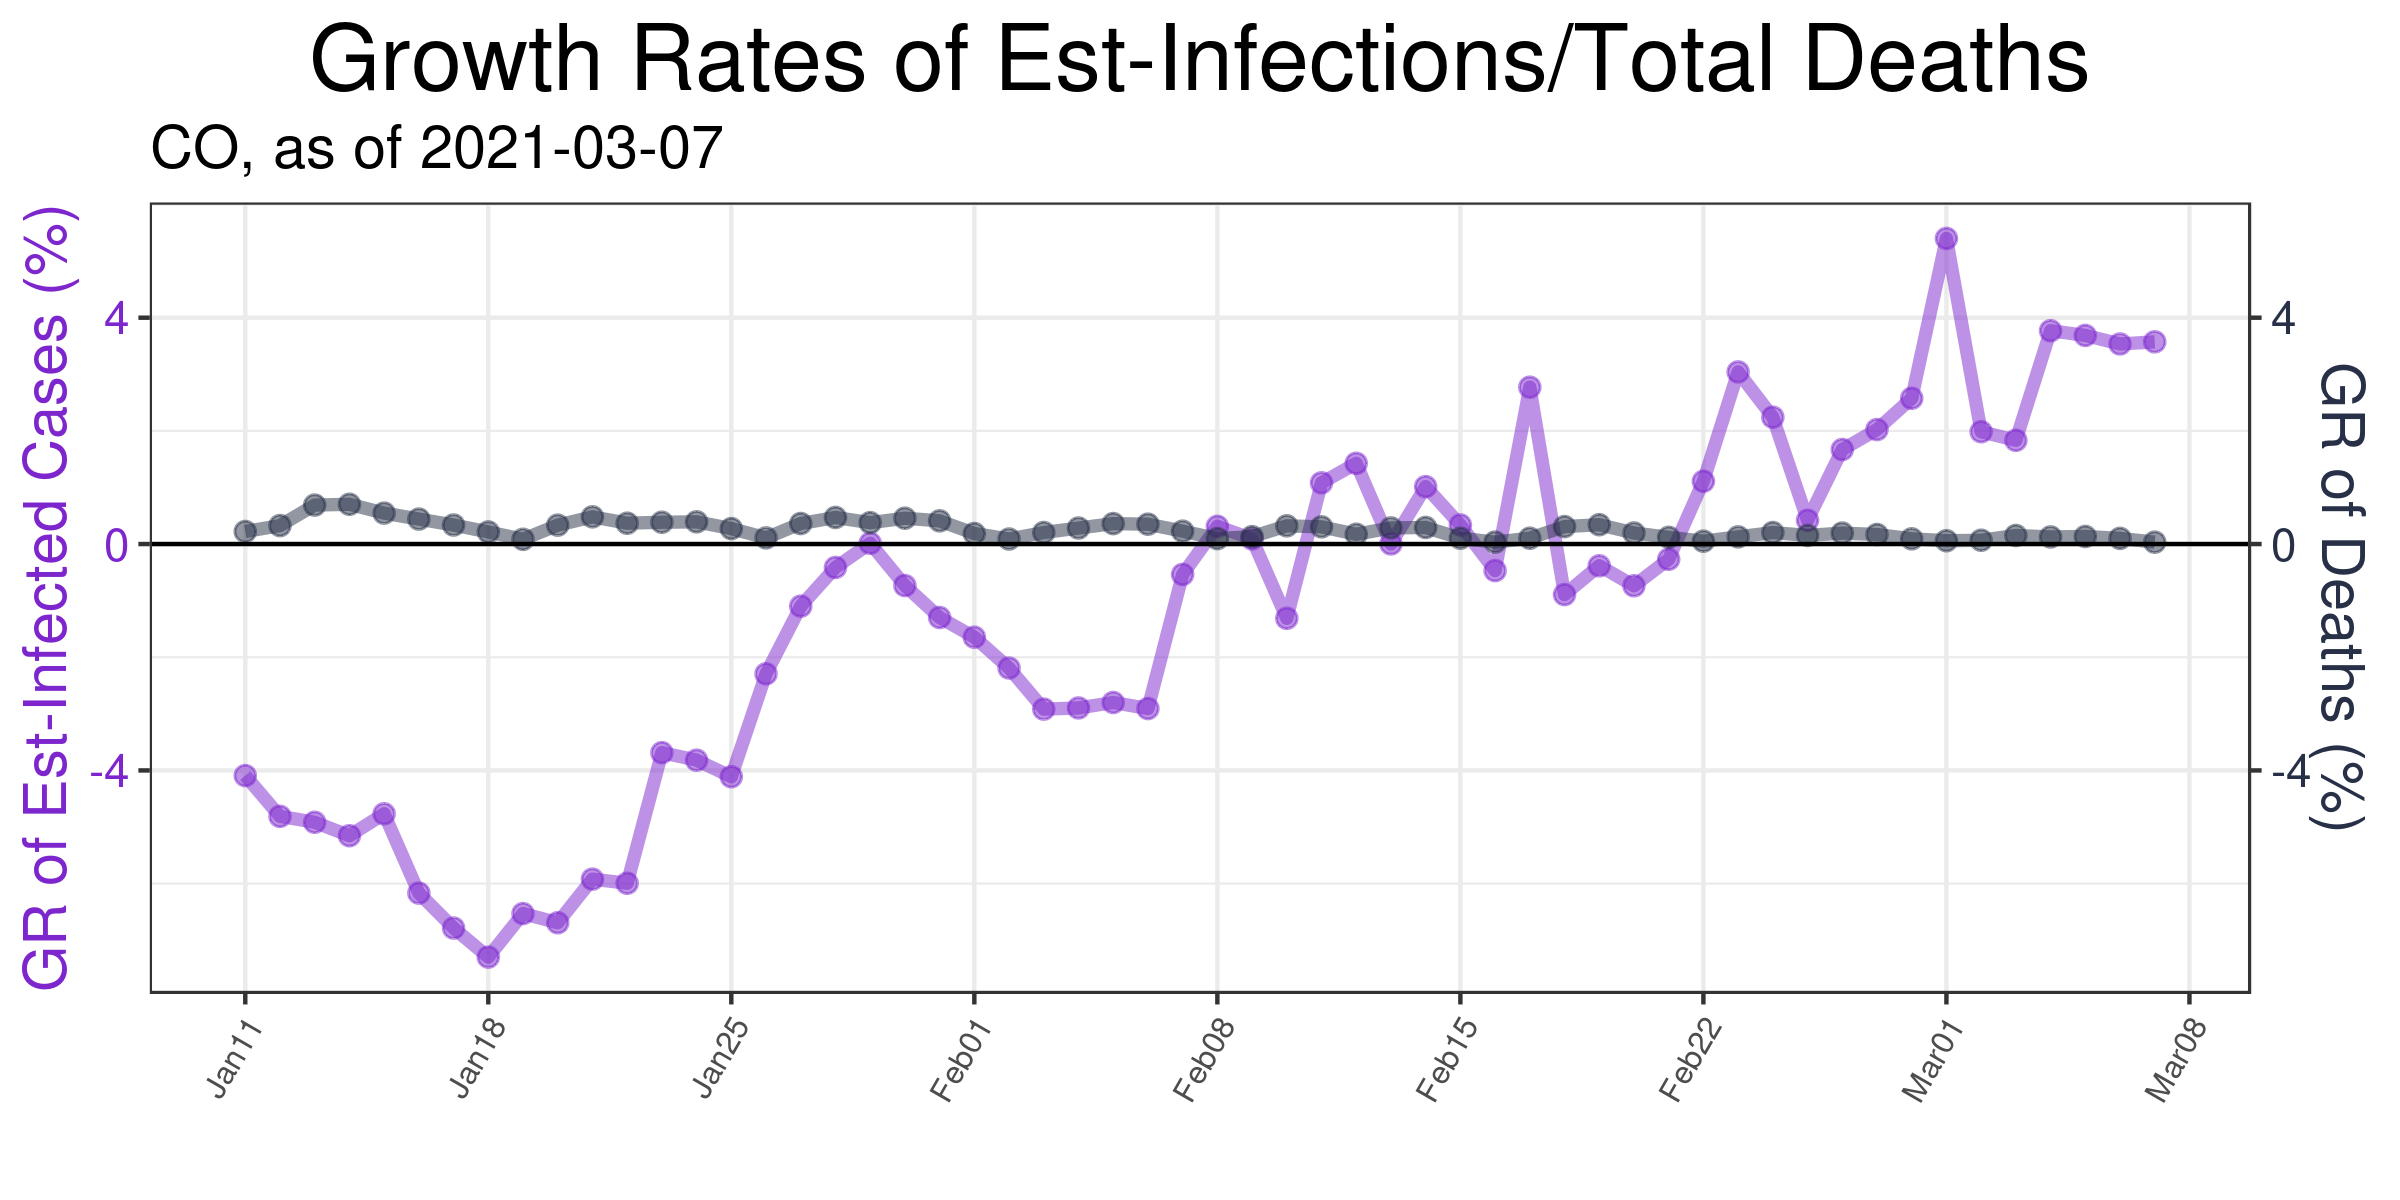 Growth Rates of Est-Infections/Total Deaths
CO, as of 2021-03-07
GR of Est-Infected Cases (%)
4
0
-4
4
0
-4
GR of Deaths (%)
Jan11
Jan18
Jan25
Feb01
Feb08
Feb15
Feb22
Mar01
Mar08